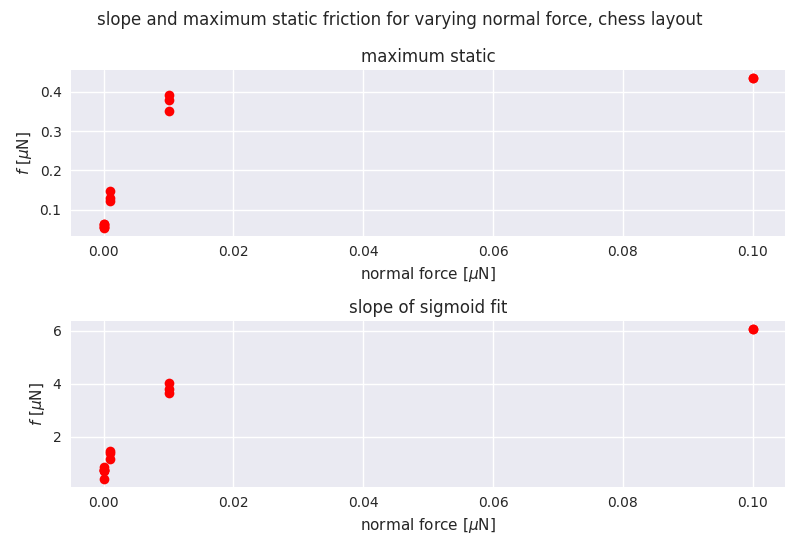 slope and maximum static friction for varying normal force, chess layout
maximum static
0.4
0.3
0.2
0.1
f [μN]
0.00 0.02 0.04 0.06 0.08 0.10
normal force [μN]
slope of sigmoid fit
6
4
2
f [μN]
0.00 0.02 0.04 0.06 0.08 0.10
normal force [μN]